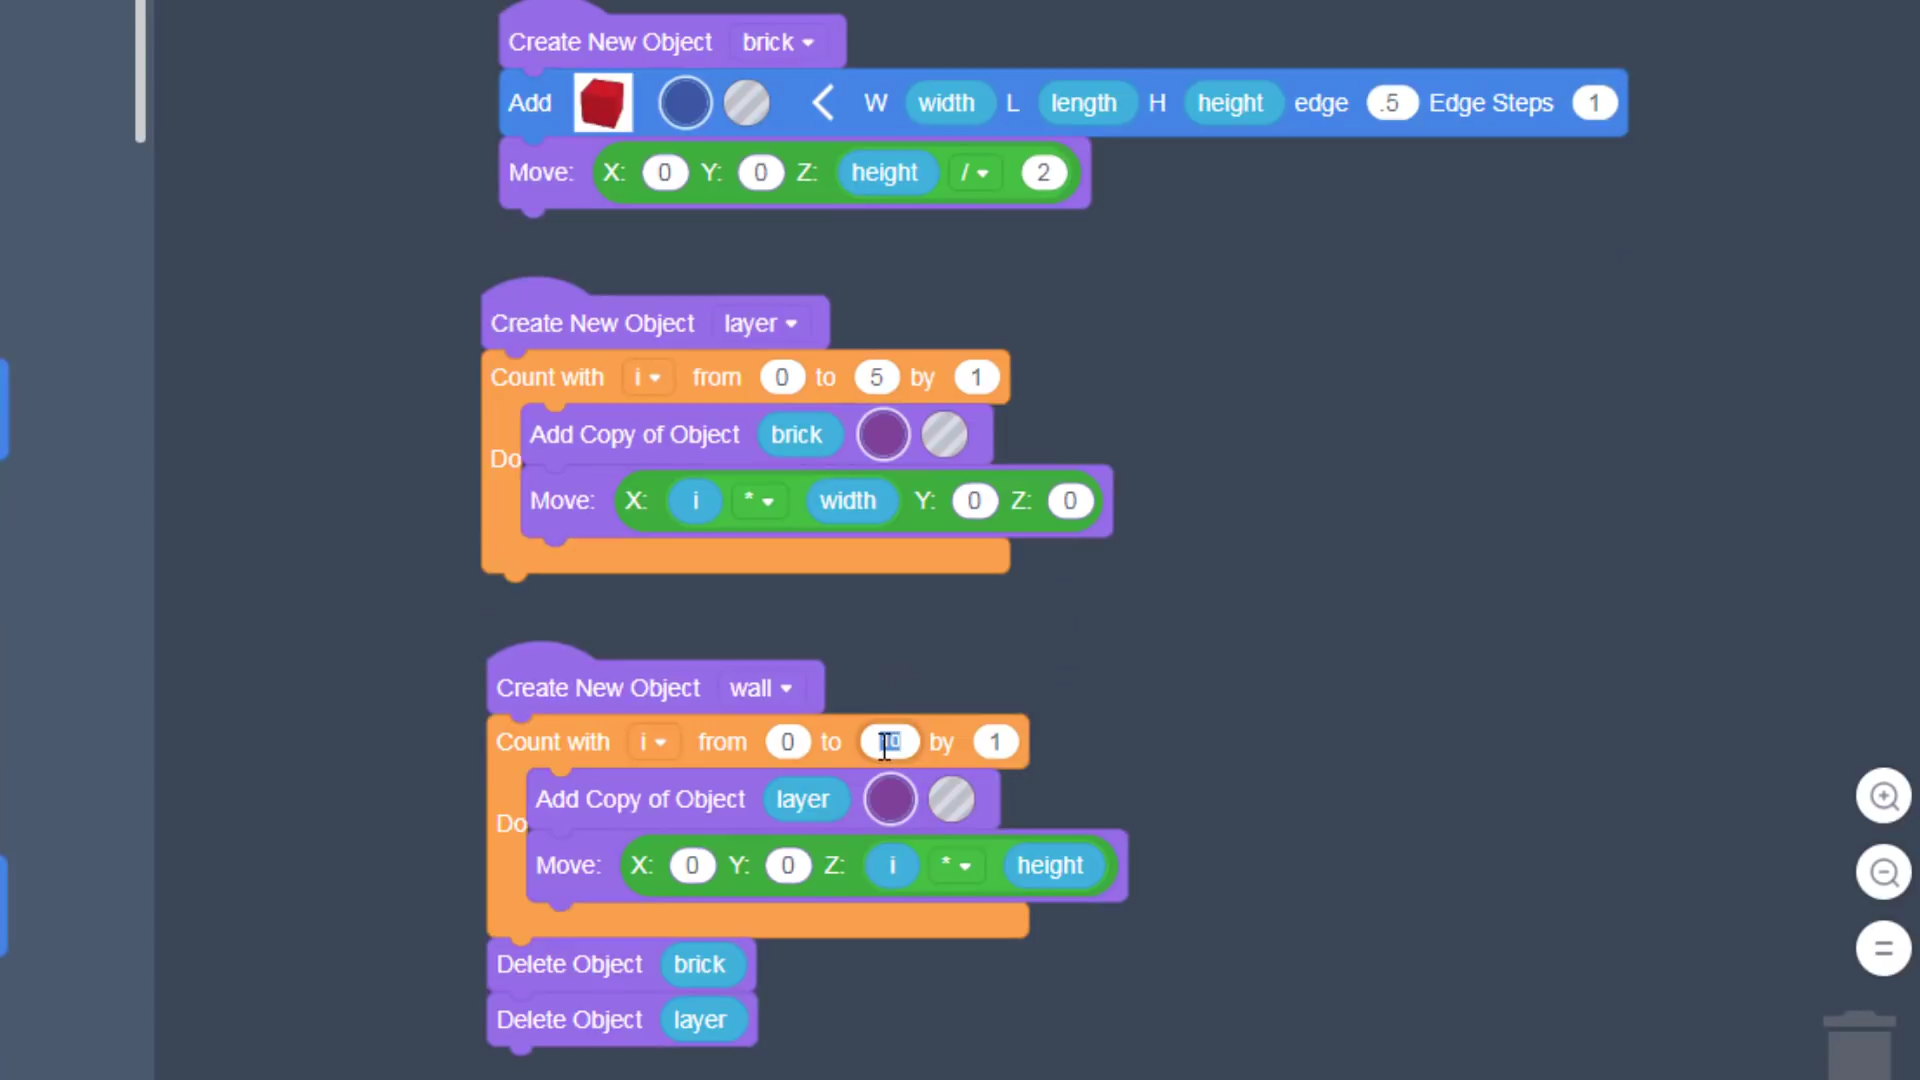 Create New Object brick
Add W width L length H height edge .5 Edge Steps 1
Move: X: 0 Y: 0 Z: height / 2
Create New Object layer
Count with i from 0 to 5 by 1
Do
Add Copy of Object brick
Move: X: i * width Y: 0 Z: 0
Create New Object wall
Count with i from 0 to 10 by 1
Do
Add Copy of Object layer
Move: X: 0 Y: 0 Z: i * height
Delete Object brick
Delete Object layer